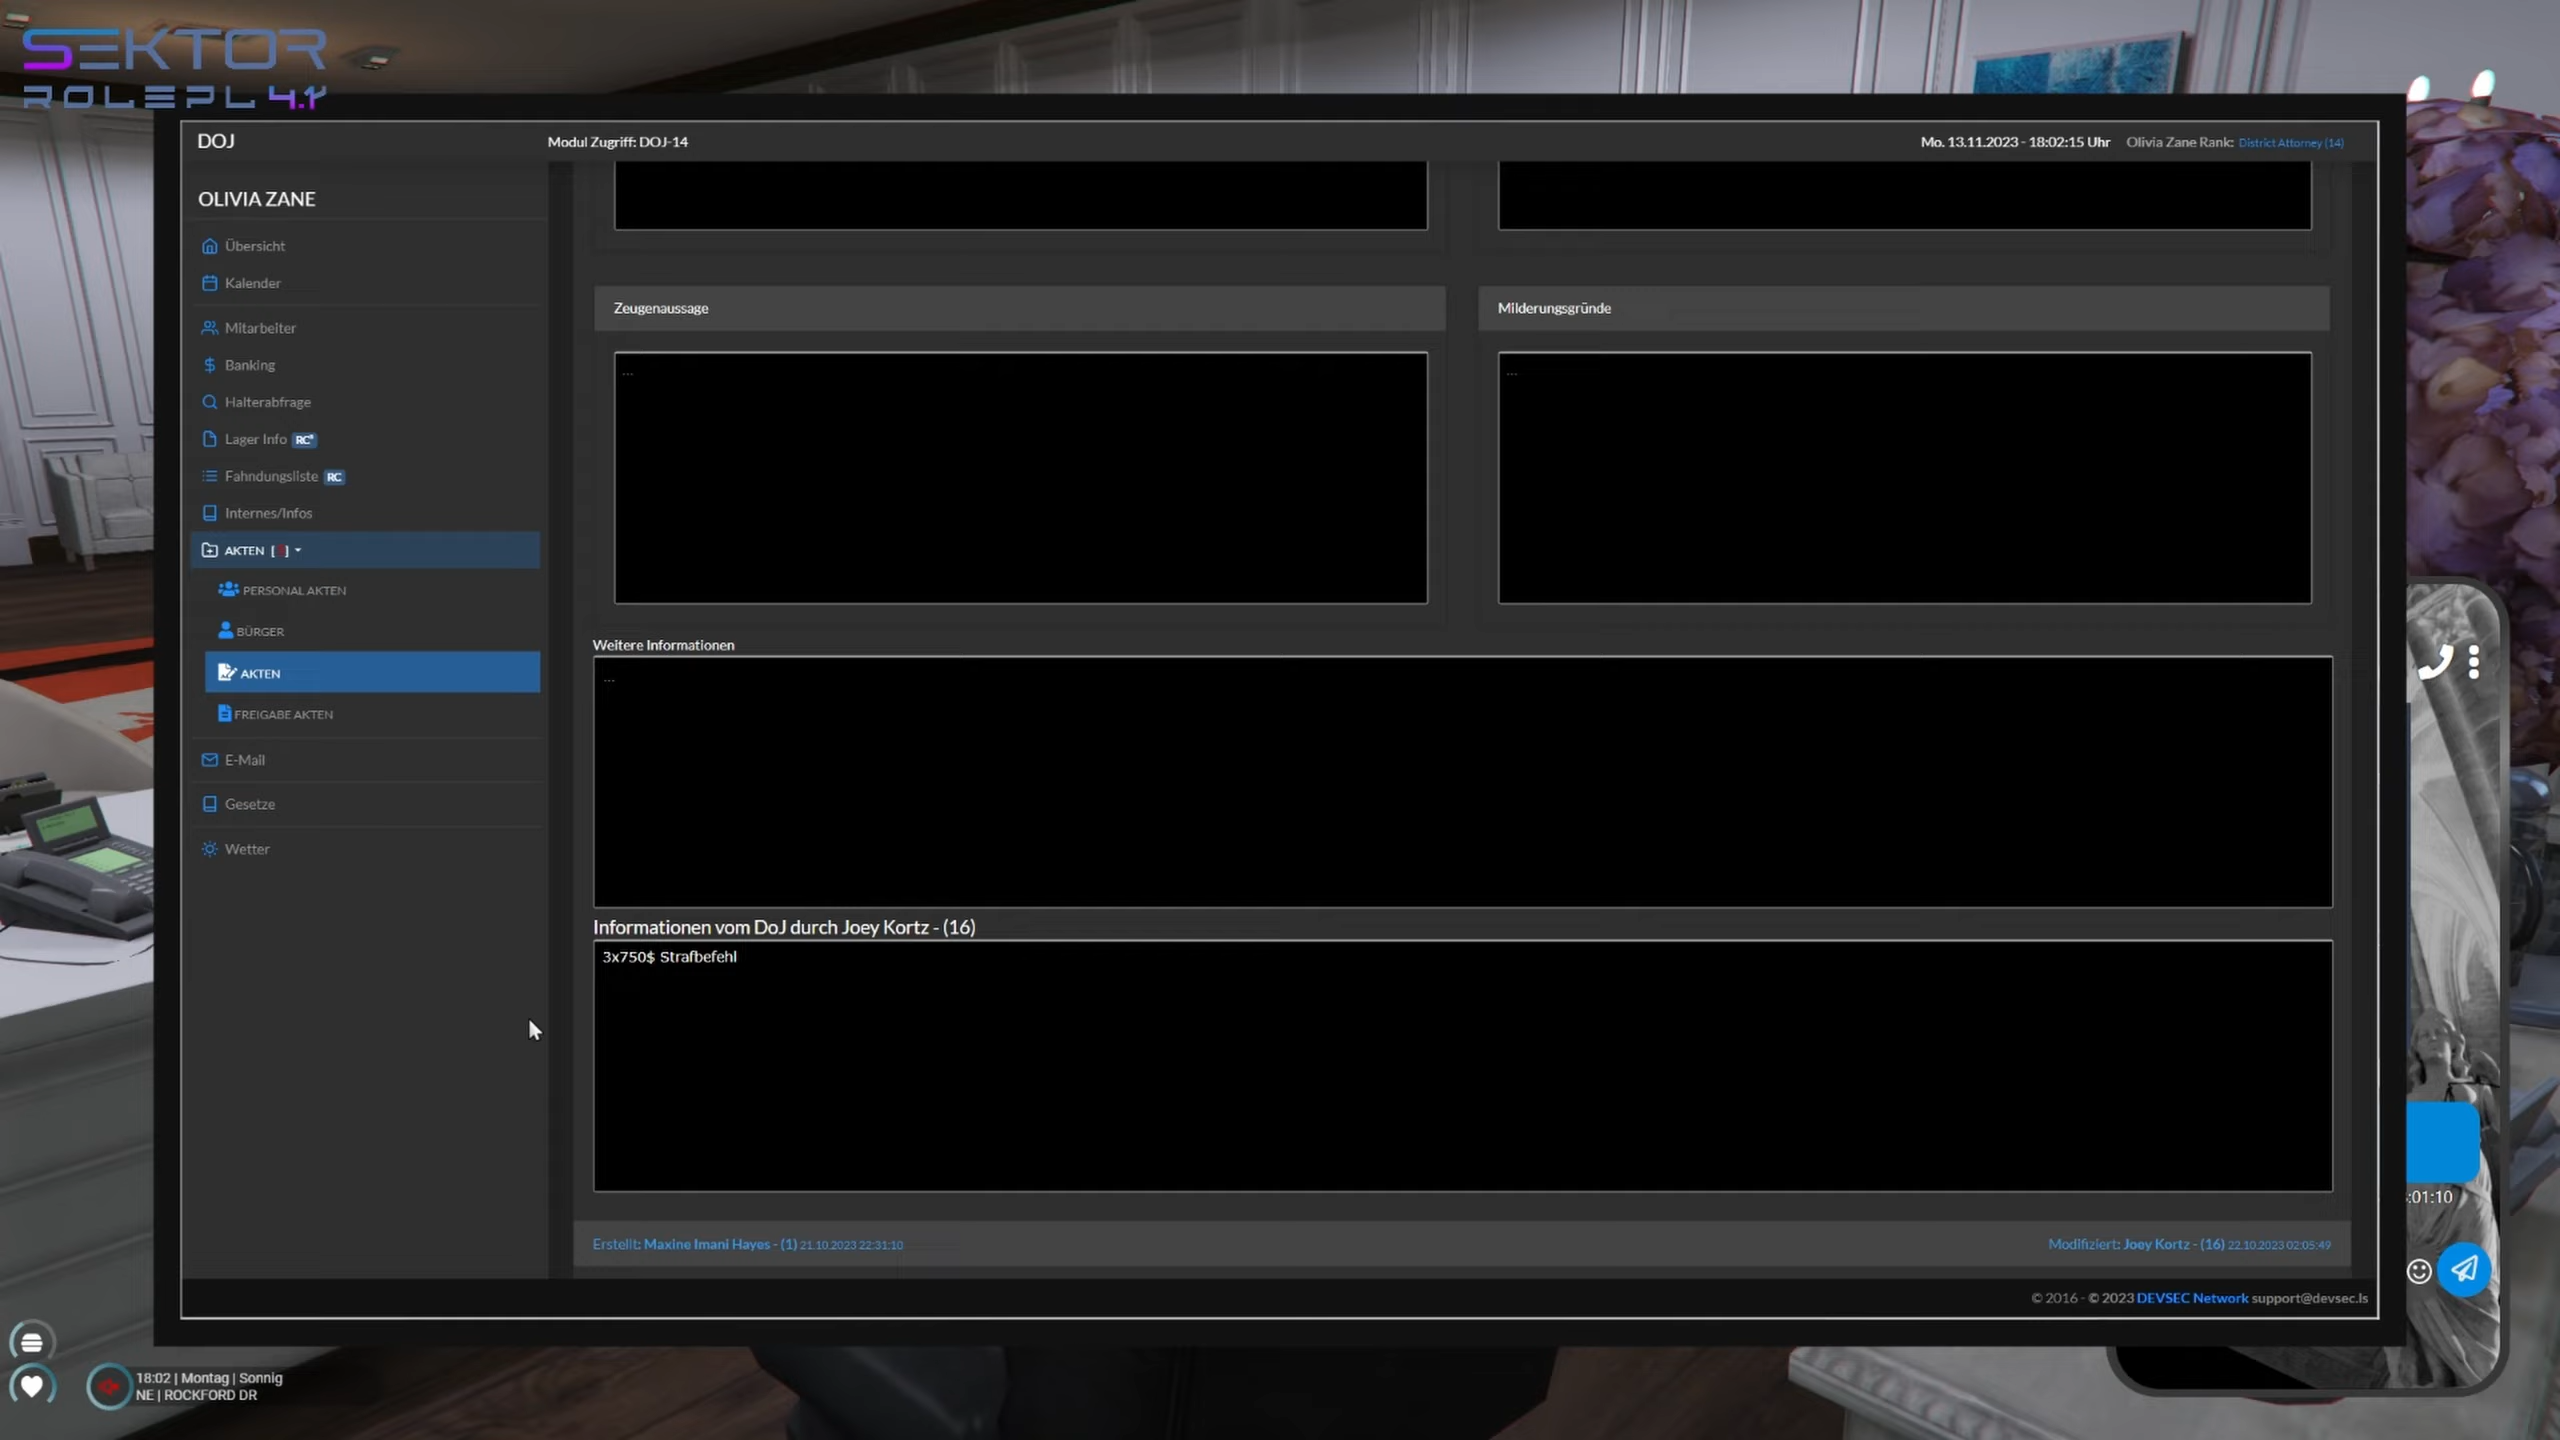 SEKTOR
ROLEPL4.Y
DOJ
Modul Zugriff: DOJ-14
Mo. 13.11.2023 - 18:02:15 Uhr
Olivia Zane Rank: District Attorney (14)
OLIVIA ZANE
Übersicht
Kalender
Mitarbeiter
Banking
Halterabfrage
Lager Info RC²
Fahndungsliste RC
Internes/Infos
AKTEN [ ]
PERSONAL AKTEN
BÜRGER
AKTEN
FREIGABE AKTEN
E-Mail
Gesetze
Wetter
Zeugenaussage
...
Milderungsgründe
...
Weitere Informationen
...
Informationen vom DoJ durch Joey Kortz - (16)
3x750$ Strafbefehl
Erstellt: Maxine Imani Hayes - (1) 21.10.2023 22:31:10
Modifiziert: Joey Kortz - (16) 22.10.2023 02:05:49
© 2016 - © 2023 DEVSEC Network support@devsec.ls
:01:10
18:02 | Montag | Sonnig
NE | ROCKFORD DR